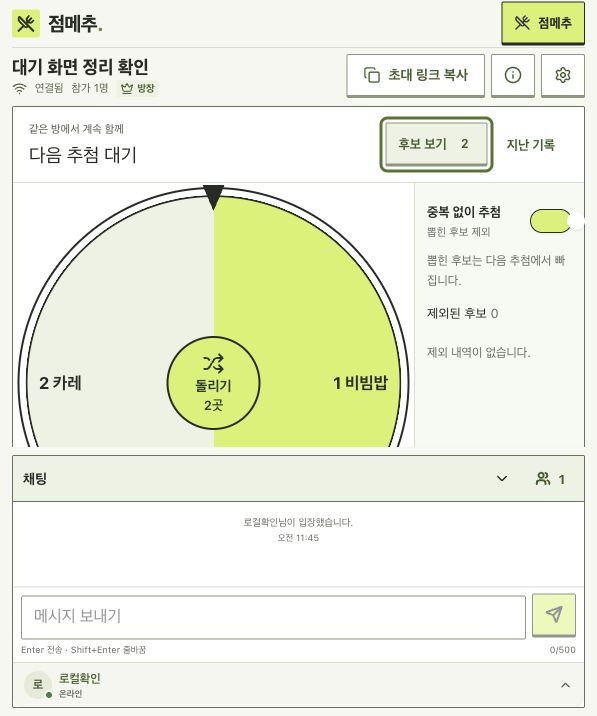 점메추.
점메추
대기 화면 정리 확인
초대 링크 복사
연결됨 참가 1명 방장
같은 방에서 계속 함께
다음 추첨 대기
후보 보기 2
지난 기록
중복 없이 추첨
뽑힌 후보 제외
뽑힌 후보는 다음 추첨에서 빠
집니다.
제외된 후보 0
제외 내역이 없습니다.
2 카레
돌리기
2곳
1 비빔밥
채팅
1
로컬확인님이 입장했습니다.
오전 11:45
메시지 보내기
Enter 전송 · Shift+Enter 줄바꿈
0/500
로
로컬확인
온라인